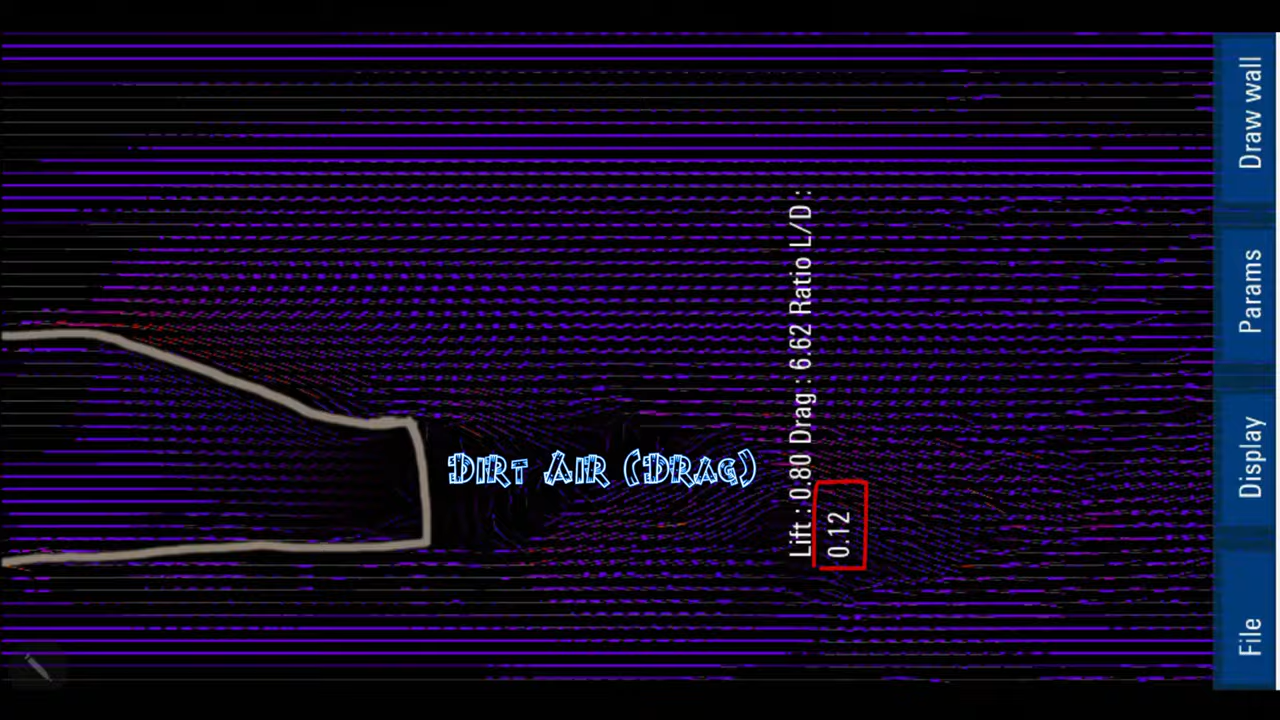 Dirt Air (Drag)
Lift : 0.80 Drag : 6.62 Ratio L/D :
0.12
File
Display
Params
Draw wall